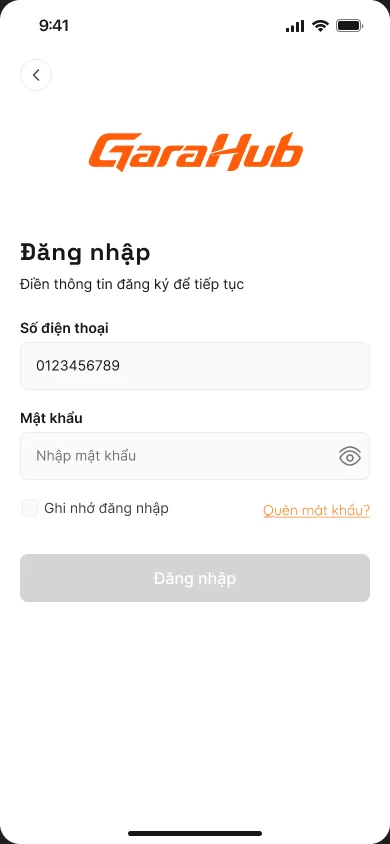 9:41
GaraHub
Đăng nhập
Điền thông tin đăng ký để tiếp tục
Số điện thoại
0123456789
Mật khẩu
Nhập mật khẩu
Ghi nhớ đăng nhập
Quên mật khẩu?
Đăng nhập